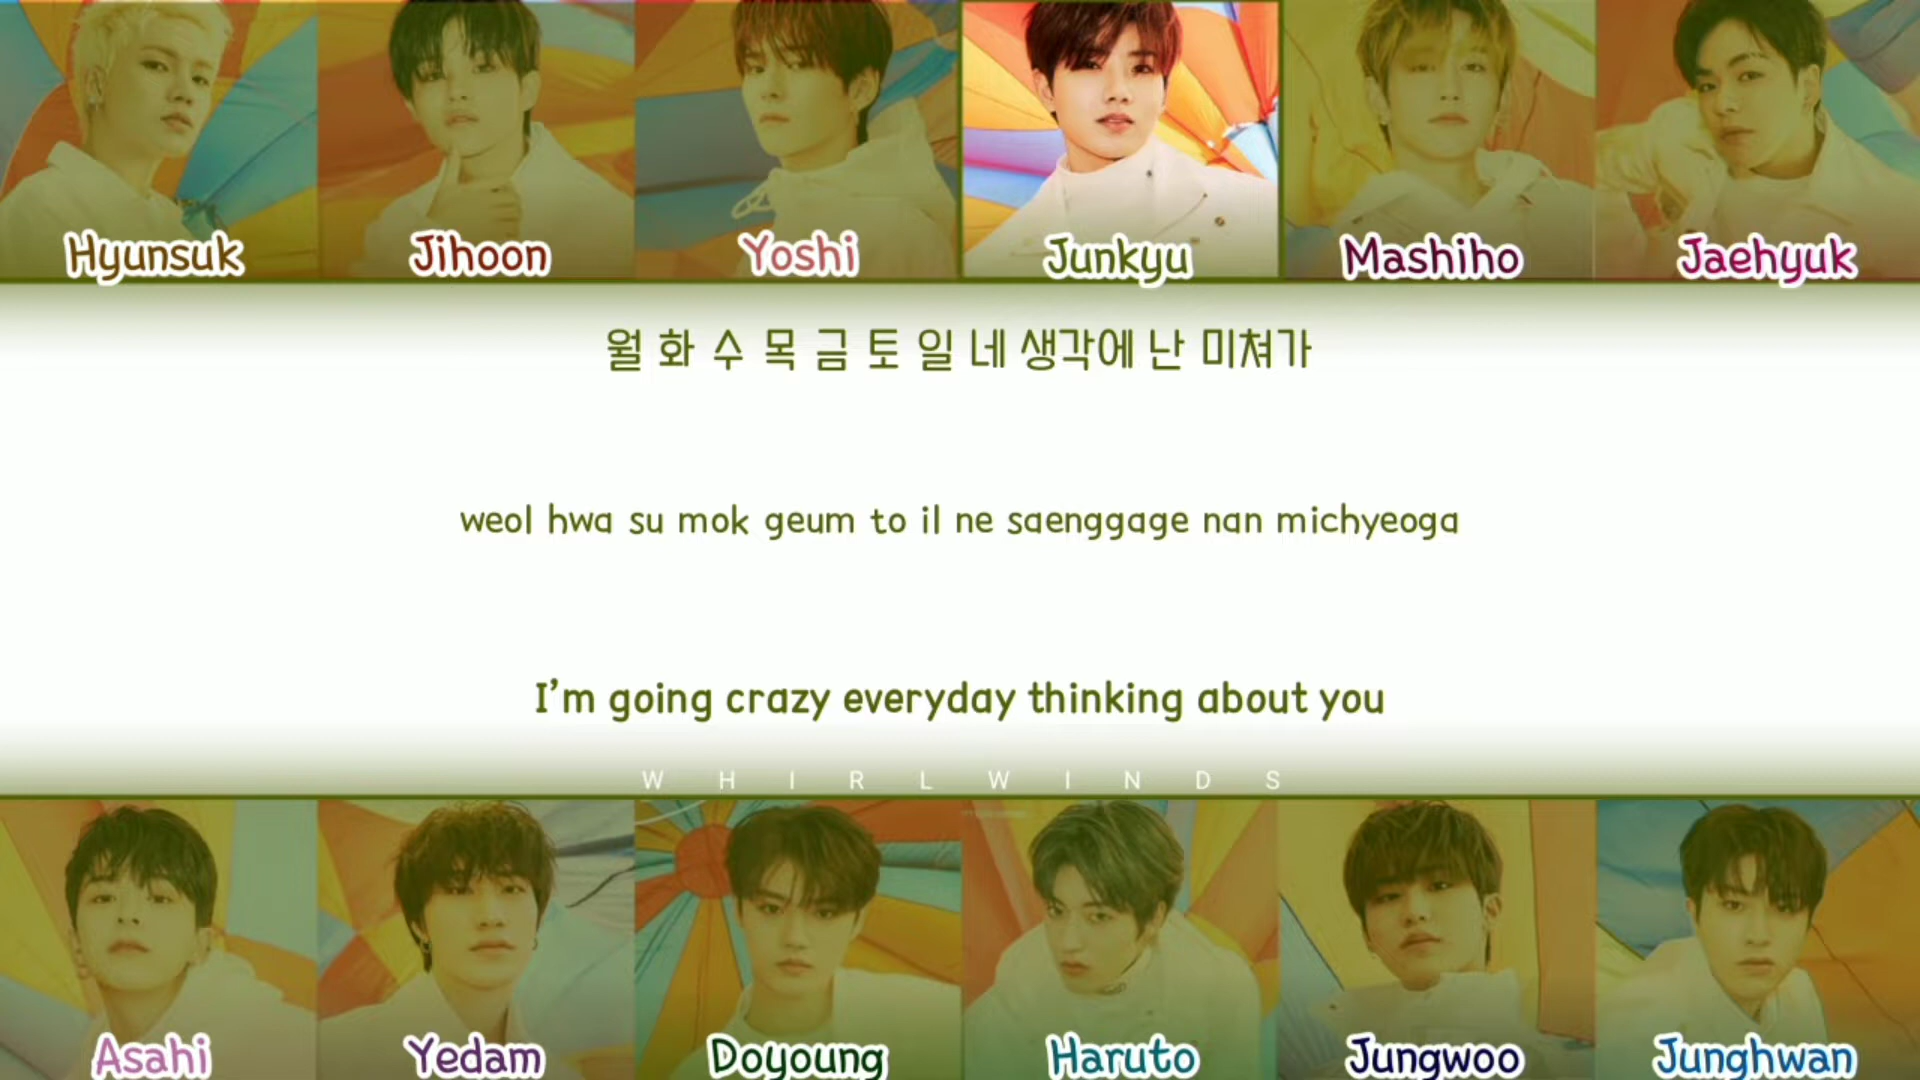 Hyunsuk Jihoon Yoshi Junkyu Mashiho Jaehyuk
월 화 수 목 금 토 일 네 생각에 난 미쳐가
weol hwa su mok geum to il ne saenggage nan michyeoga
I'm going crazy everyday thinking about you
W H I R L W I N D S
Asahi Yedam Doyoung Haruto Jungwoo Junghwan